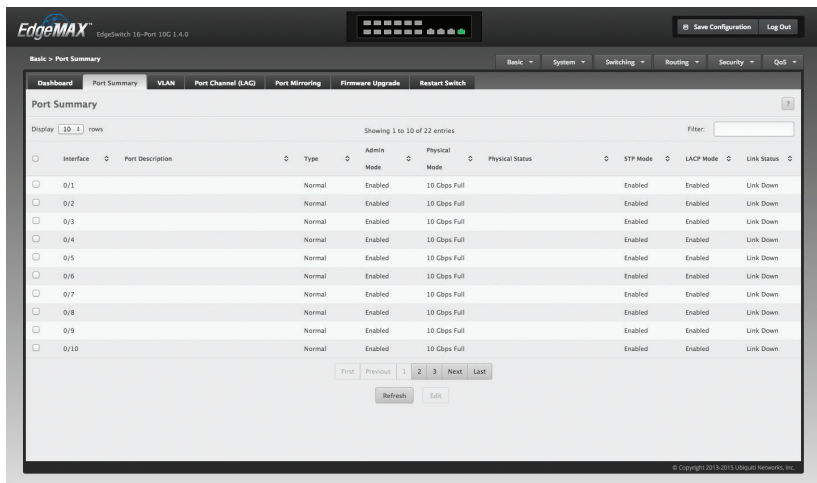 EdgeMAX™ EdgeSwitch 16-Port 10G 1.4.0
Save Configuration Log Out
Basic > Port Summary
Basic System Switching Routing Security QoS
Dashboard Port Summary VLAN Port Channel (LAG) Port Mirroring Firmware Upgrade Restart Switch
Port Summary ?
Display 10 rows Showing 1 to 10 of 22 entries Filter:
Interface Port Description Type Admin Mode Physical Mode Physical Status STP Mode LACP Mode Link Status
0/1 Normal Enabled 10 Gbps Full Enabled Enabled Link Down
0/2 Normal Enabled 10 Gbps Full Enabled Enabled Link Down
0/3 Normal Enabled 10 Gbps Full Enabled Enabled Link Down
0/4 Normal Enabled 10 Gbps Full Enabled Enabled Link Down
0/5 Normal Enabled 10 Gbps Full Enabled Enabled Link Down
0/6 Normal Enabled 10 Gbps Full Enabled Enabled Link Down
0/7 Normal Enabled 10 Gbps Full Enabled Enabled Link Down
0/8 Normal Enabled 10 Gbps Full Enabled Enabled Link Down
0/9 Normal Enabled 10 Gbps Full Enabled Enabled Link Down
0/10 Normal Enabled 10 Gbps Full Enabled Enabled Link Down
First Previous 1 2 3 Next Last
Refresh Edit
© Copyright 2013-2015 Ubiquiti Networks, Inc.